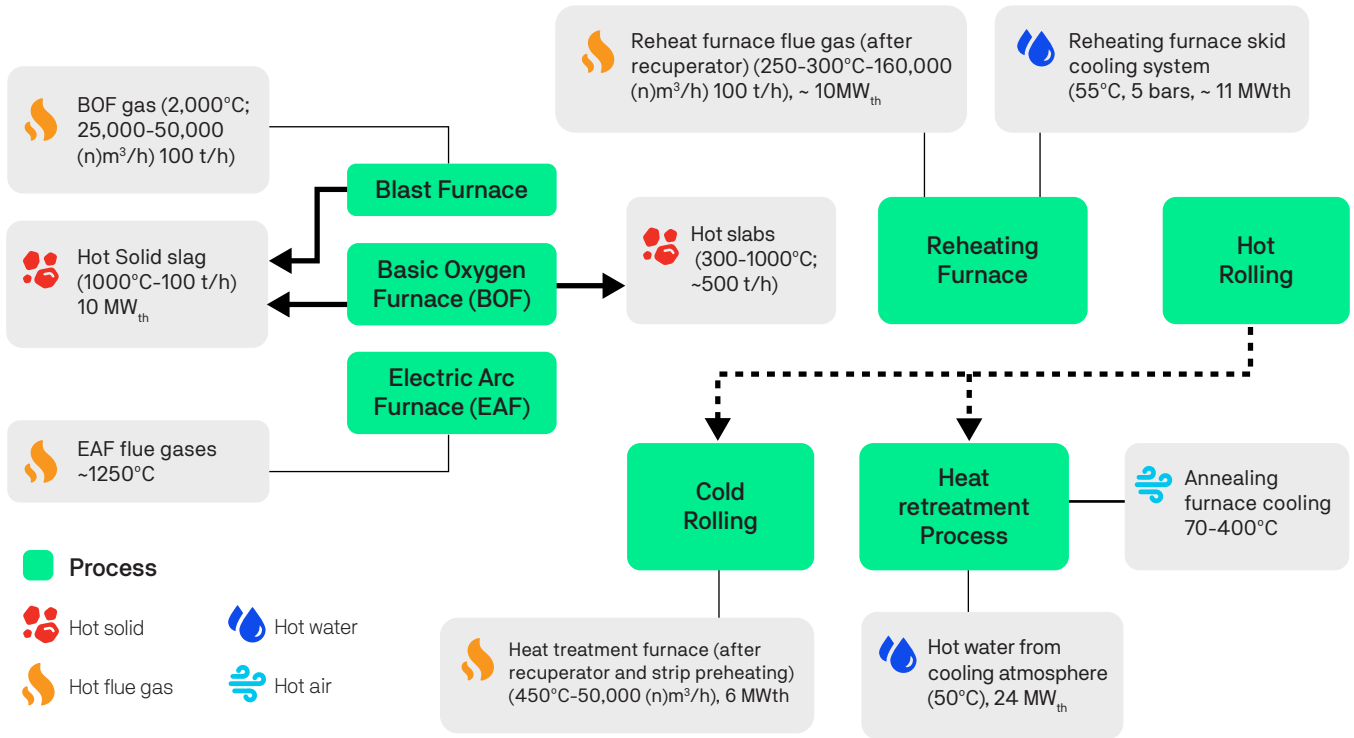 BOF gas (2,000°C;
25,000-50,000
(n)m³/h) 100 t/h)
Reheat furnace flue gas (after
recuperator) (250-300°C-160,000
(n)m³/h) 100 t/h), ~ 10MWth
Reheating furnace skid
cooling system
(55°C, 5 bars, ~ 11 MWth
Blast Furnace
Hot Solid slag
(1000°C-100 t/h)
10 MWth
Basic Oxygen
Furnace (BOF)
Hot slabs
(300-1000°C;
~500 t/h)
Reheating
Furnace
Hot
Rolling
Electric Arc
Furnace (EAF)
EAF flue gases
~1250°C
Cold
Rolling
Heat
retreatment
Process
Annealing
furnace cooling
70-400°C
Process
Hot solid
Hot water
Hot flue gas
Hot air
Heat treatment furnace (after
recuperator and strip preheating)
(450°C-50,000 (n)m³/h), 6 MWth
Hot water from
cooling atmosphere
(50°C), 24 MWth